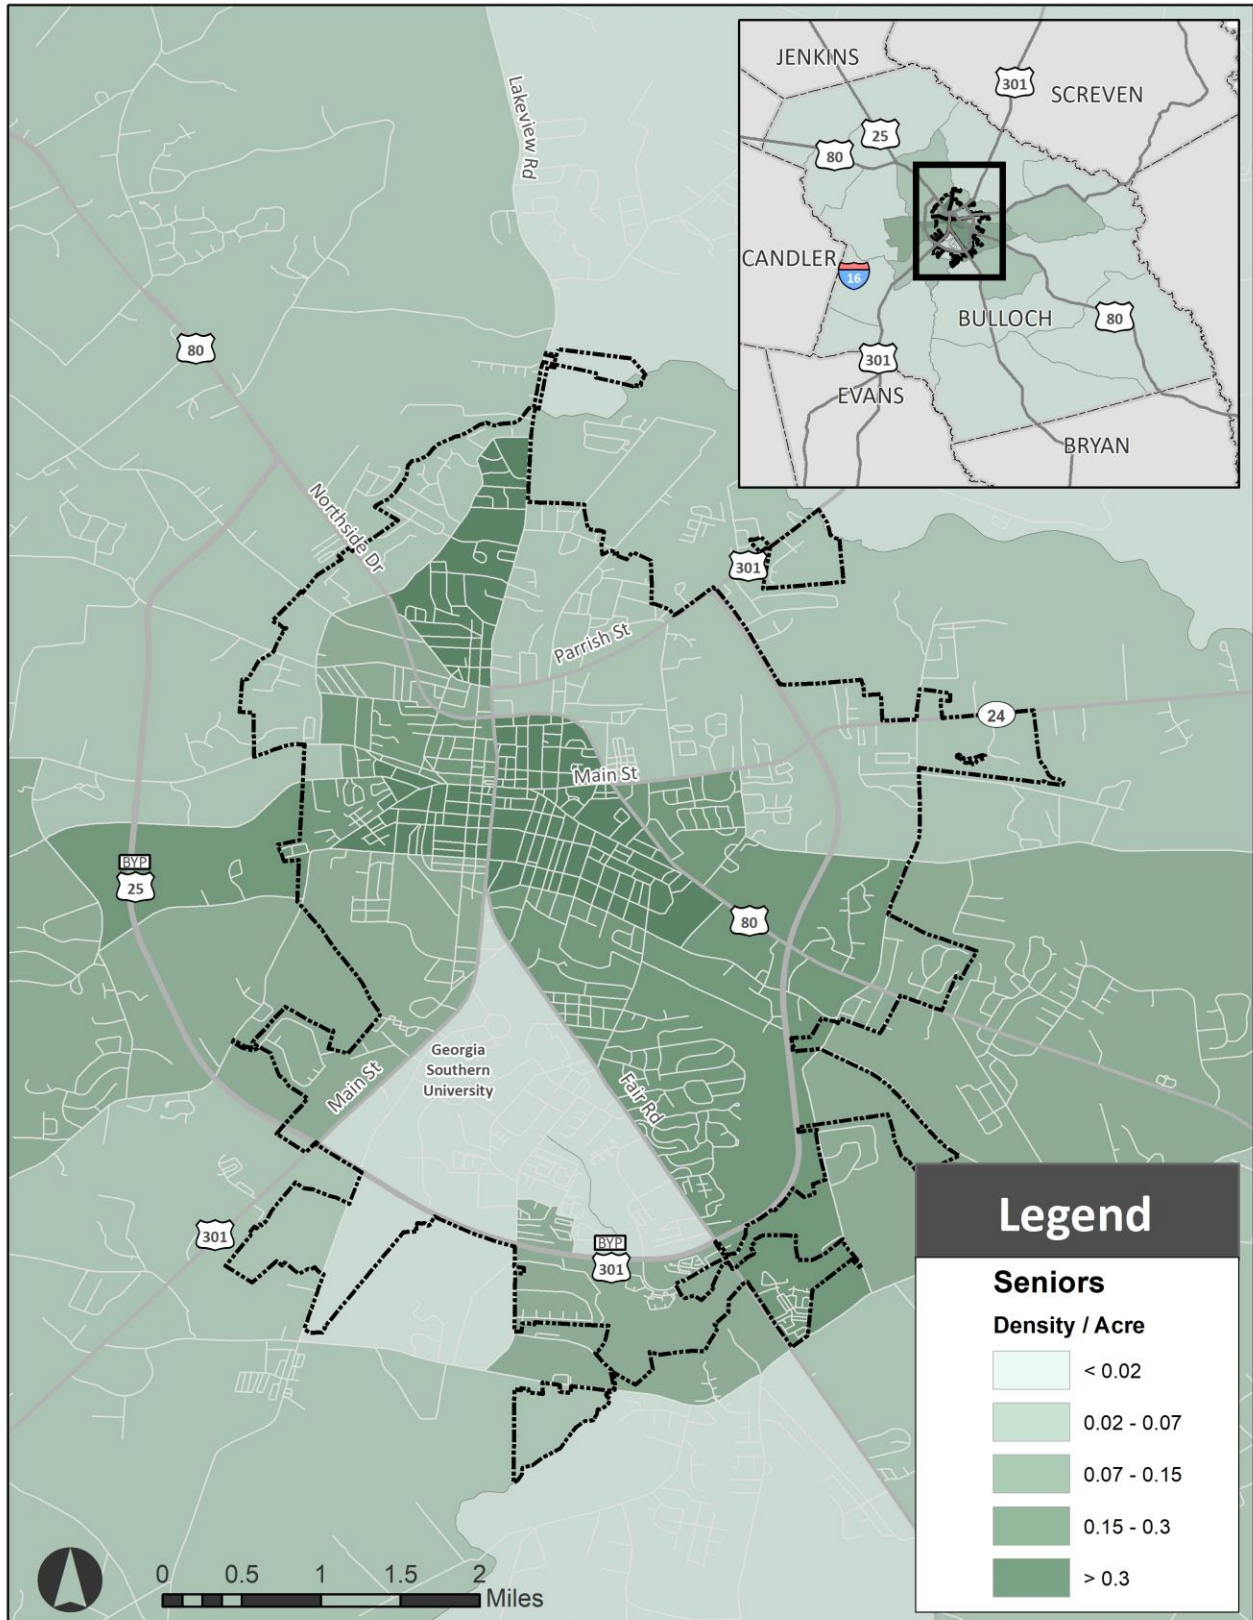 JENKINS
301
SCREVEN
25
80
CANDLER
16
BULLOCH
80
301
EVANS
BRYAN
Lakeview Rd
80
Northside Dr
301
Parrish St
24
Main St
BYP
25
80
Georgia
Southern
University
Main St
Fair Rd
301
BYP
301
Legend
Seniors
Density / Acre
< 0.02
0.02 - 0.07
0.07 - 0.15
0.15 - 0.3
> 0.3
0 0.5 1 1.5 2
Miles